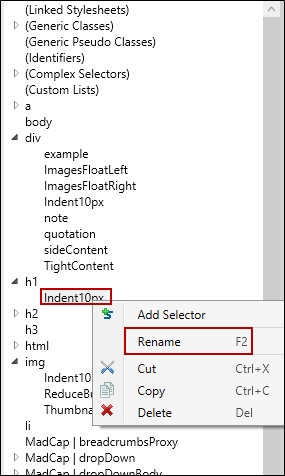 (Linked Stylesheets)
(Generic Classes)
(Generic Pseudo Classes)
(Identifiers)
(Complex Selectors)
(Custom Lists)
a
body
div
example
ImagesFloatLeft
ImagesFloatRight
Indent10px
note
quotation
sideContent
TightContent
h1
Indent10px
h2
Add Selector
h3
Rename F2
html
img
Cut Ctrl+X
Indent10
Copy Ctrl+C
ReduceB
Thumbna
Delete Del
li
MadCap | breadcrumbsProxy
MadCap | dropDown
MadCap | dropDownBody